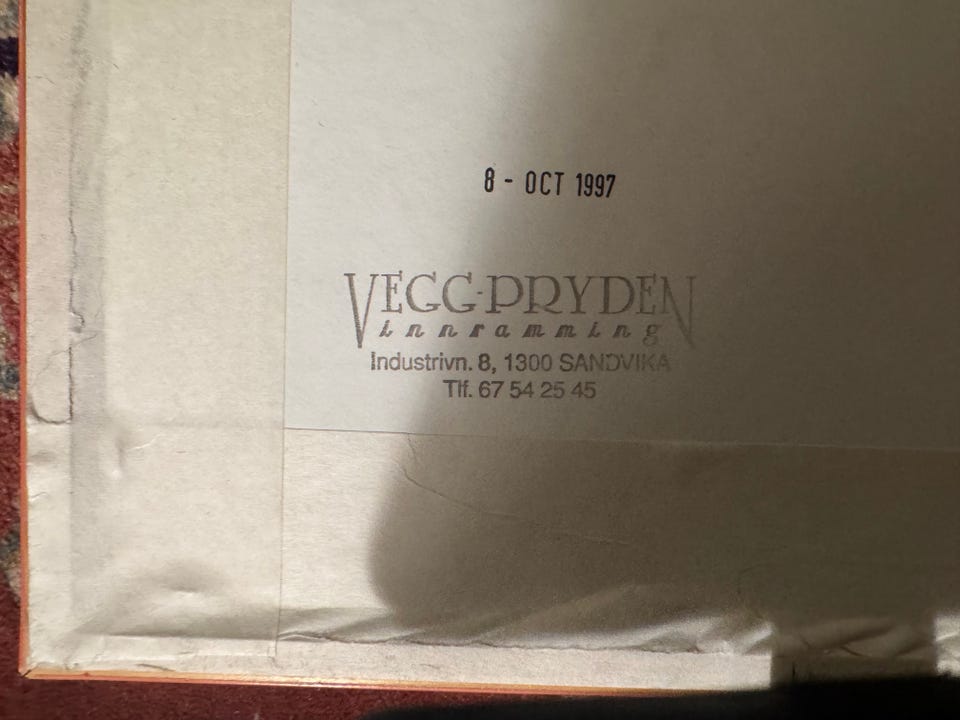 8 - OCT 1997
VEGG-PRYDEN
innramming
Industrivn. 8, 1300 SANDVIKA
Tlf. 67 54 25 45